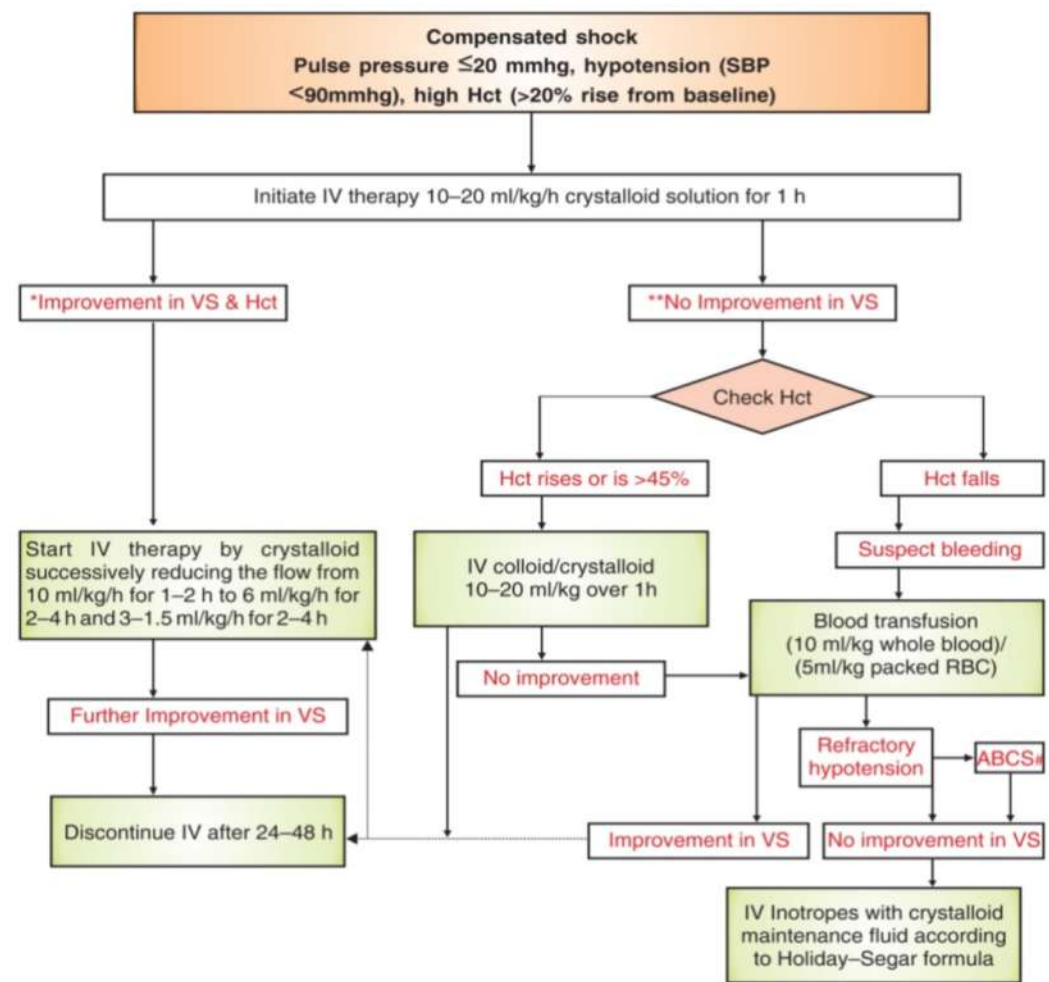 Compensated shock
Pulse pressure ≤20 mmhg, hypotension (SBP
<90mmhg), high Hct (>20% rise from baseline)
Initiate IV therapy 10–20 ml/kg/h crystalloid solution for 1 h
*Improvement in VS & Hct
**No Improvement in VS
Check Hct
Hct rises or is >45%
Hct falls
Start IV therapy by crystalloid
successively reducing the flow from
10 ml/kg/h for 1–2 h to 6 ml/kg/h for
2–4 h and 3–1.5 ml/kg/h for 2–4 h
IV colloid/crystalloid
10–20 ml/kg over 1h
Suspect bleeding
Blood transfusion
(10 ml/kg whole blood)/
(5ml/kg packed RBC)
No improvement
Further Improvement in VS
Refractory
hypotension
ABCS#
Discontinue IV after 24–48 h
Improvement in VS
No improvement in VS
IV Inotropes with crystalloid
maintenance fluid according
to Holiday–Segar formula